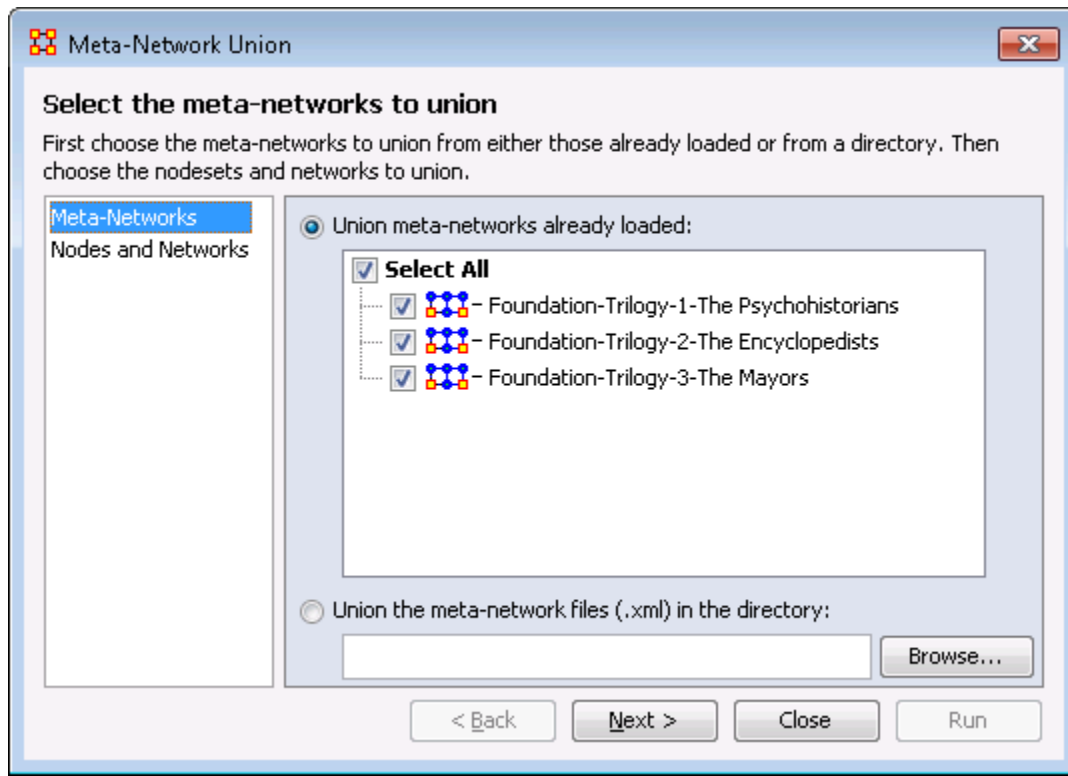 Meta-Network Union
Select the meta-networks to union
First choose the meta-networks to union from either those already loaded or from a directory. Then
choose the nodesets and networks to union.
Meta-Networks
Nodes and Networks
Union meta-networks already loaded:
Select All
Foundation-Trilogy-1-The Psychohistorians
Foundation-Trilogy-2-The Encyclopedists
Foundation-Trilogy-3-The Mayors
Union the meta-network files (.xml) in the directory:
Browse...
< Back Next > Close Run